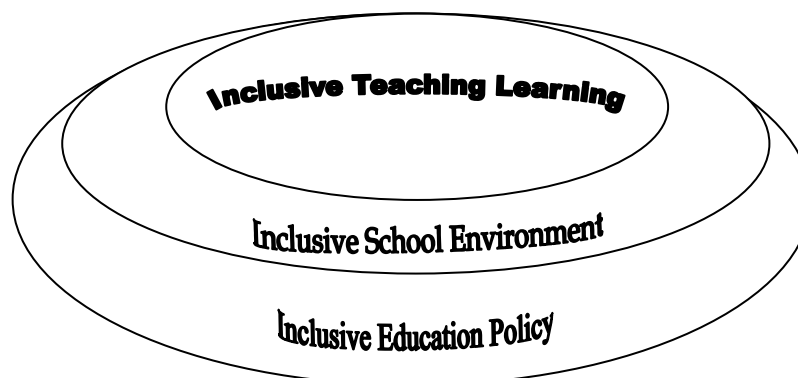 Inclusive Teaching Learning
Inclusive School Environment
Inclusive Education Policy